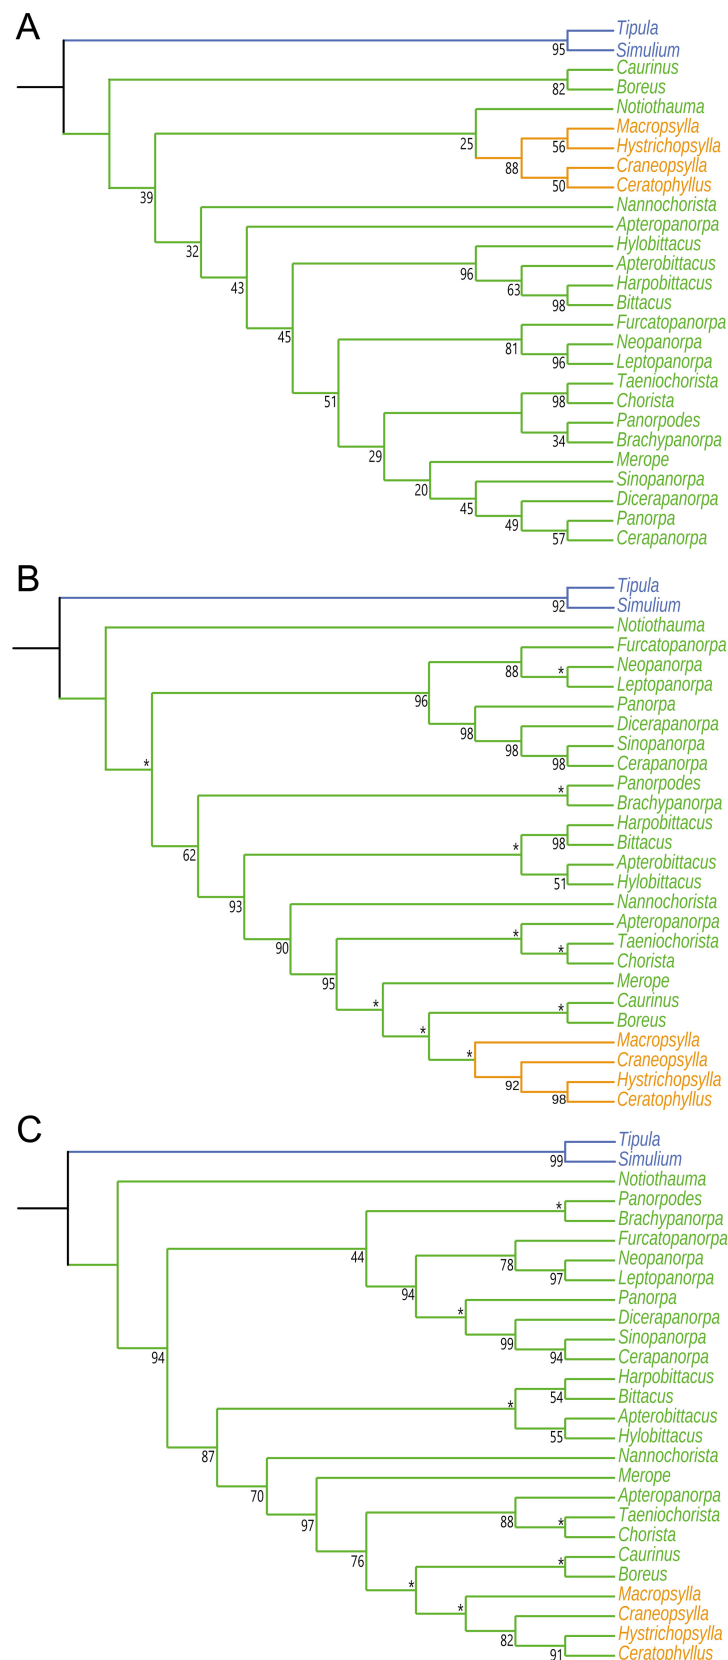 A
Tipula
95
Simulium
Caurinus
82
Boreus
Notiothauma
25
Macropsylla
56
Hystrichopsylla
88
Craneopsylla
50
Ceratophyllus
39
Nannochorista
32
Apteropanorpa
43
Hylobittacus
96
Apterobittacus
63
Harpobittacus
98
Bittacus
45
Furcatopanorpa
81
Neopanorpa
96
Leptopanorpa
51
Taeniochorista
98
Chorista
Panorpodes
34
Brachypanorpa
29
Merope
20
Sinopanorpa
45
Dicerapanorpa
49
Panorpa
57
Cerapanorpa
B
Tipula
92
Simulium
Notiothauma
Furcatopanorpa
88
Neopanorpa
*
Leptopanorpa
96
Panorpa
98
Dicerapanorpa
98
Sinopanorpa
98
Cerapanorpa
*
Panorpodes
*
Brachypanorpa
62
Harpobittacus
98
Bittacus
*
Apterobittacus
51
Hylobittacus
93
Nannochorista
90
Apteropanorpa
*
Taeniochorista
*
Chorista
95
Merope
*
Caurinus
*
Boreus
*
Macropsylla
*
Craneopsylla
92
Hystrichopsylla
98
Ceratophyllus
C
Tipula
99
Simulium
Notiothauma
Panorpodes
*
Brachypanorpa
44
Furcatopanorpa
78
Neopanorpa
97
Leptopanorpa
94
Panorpa
*
Dicerapanorpa
99
Sinopanorpa
94
Cerapanorpa
94
Harpobittacus
54
Bittacus
*
Apterobittacus
55
Hylobittacus
87
Nannochorista
70
Merope
97
Apteropanorpa
88
Taeniochorista
*
Chorista
76
Caurinus
*
Boreus
*
Macropsylla
*
Craneopsylla
82
Hystrichopsylla
91
Ceratophyllus